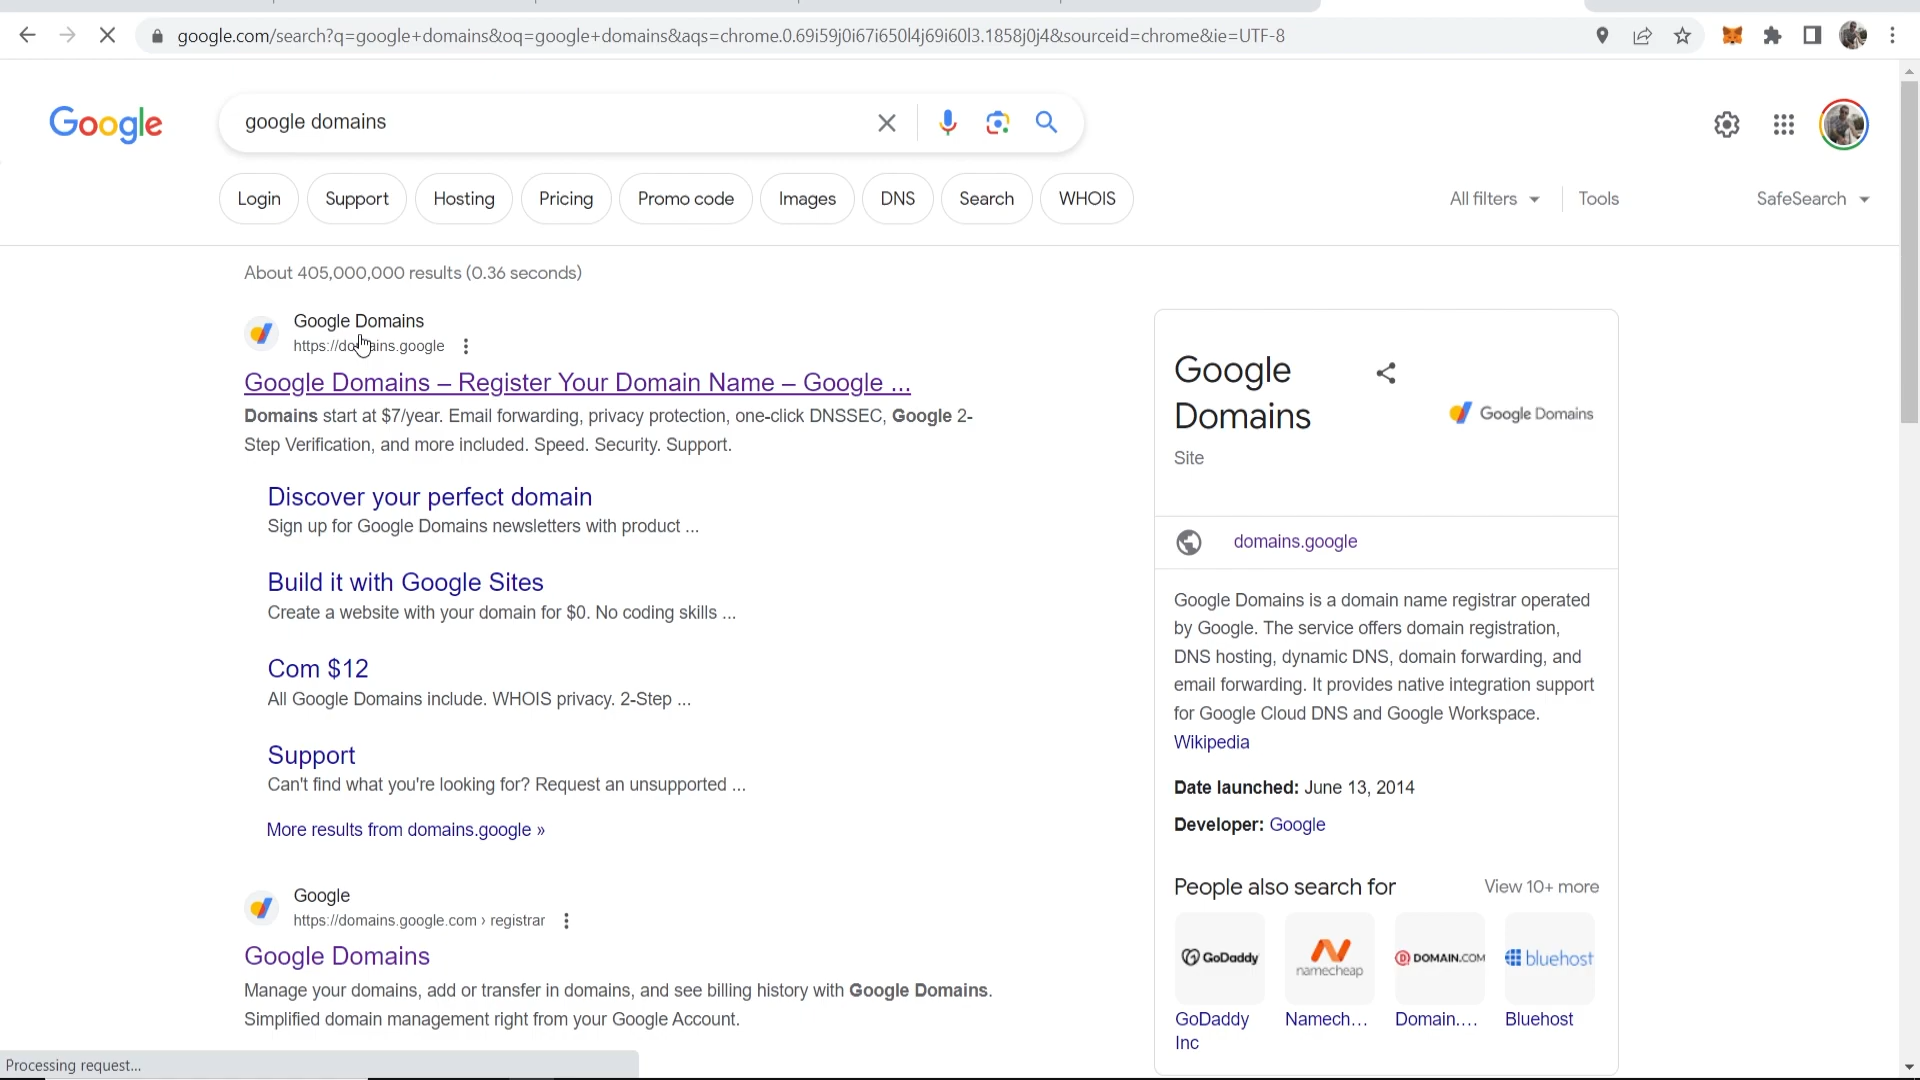 google.com/search?q=google+domains&oq=google+domains&aqs=chrome.0.69i59j0i67i650l4j69i60l3.1858j0j4&sourceid=chrome&ie=UTF-8
Google
google domains
Login
Support
Hosting
Pricing
Promo code
Images
DNS
Search
WHOIS
All filters
Tools
SafeSearch
About 405,000,000 results (0.36 seconds)
Google Domains
https://domains.google
Google Domains – Register Your Domain Name – Google ...
Domains start at $7/year. Email forwarding, privacy protection, one-click DNSSEC, Google 2-
Step Verification, and more included. Speed. Security. Support.
Discover your perfect domain
Sign up for Google Domains newsletters with product ...
Build it with Google Sites
Create a website with your domain for $0. No coding skills ...
Com $12
All Google Domains include. WHOIS privacy. 2-Step ...
Support
Can't find what you're looking for? Request an unsupported ...
More results from domains.google »
Google
https://domains.google.com › registrar
Google Domains
Manage your domains, add or transfer in domains, and see billing history with Google Domains.
Simplified domain management right from your Google Account.
Google
Domains
Google Domains
Site
domains.google
Google Domains is a domain name registrar operated
by Google. The service offers domain registration,
DNS hosting, dynamic DNS, domain forwarding, and
email forwarding. It provides native integration support
for Google Cloud DNS and Google Workspace.
Wikipedia
Date launched: June 13, 2014
Developer: Google
People also search for
View 10+ more
GoDaddy
namecheap
DOMAIN.COM
bluehost
GoDaddy
Inc
Namech...
Domain....
Bluehost
Processing request...